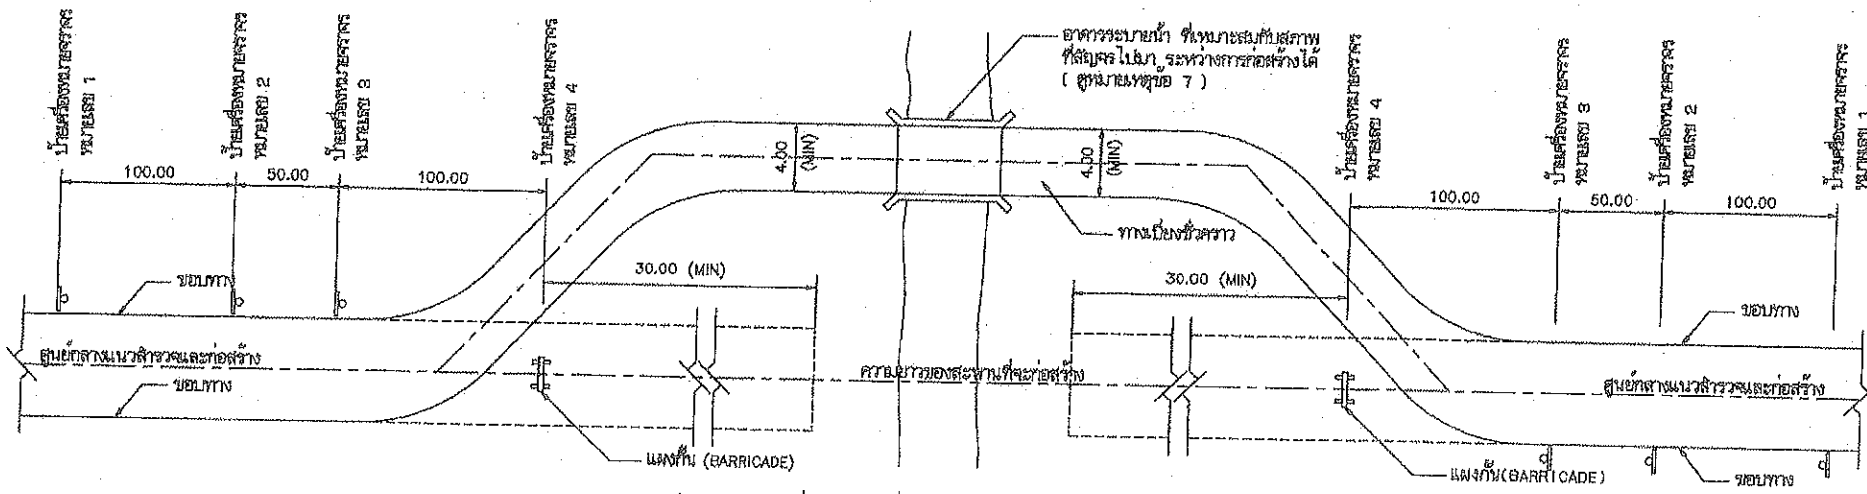 ป้ายเครื่องหมายจราจร
หมายเลข 1
ป้ายเครื่องหมายจราจร
หมายเลข 2
ป้ายเครื่องหมายจราจร
หมายเลข 3
ป้ายเครื่องหมายจราจร
หมายเลข 4
อาคารระบายน้ำ ที่เหมาะสมกับสภาพ
ที่สัญจรไปมา ระหว่างการก่อสร้างได้
( ดูหมายเหตุข้อ 7 )
ป้ายเครื่องหมายจราจร
หมายเลข 4
ป้ายเครื่องหมายจราจร
หมายเลข 3
ป้ายเครื่องหมายจราจร
หมายเลข 2
ป้ายเครื่องหมายจราจร
หมายเลข 1
100.00
50.00
100.00
4.00
(MIN)
4.00
(MIN)
100.00
50.00
100.00
ทางเบี่ยงชั่วคราว
30.00 (MIN)
30.00 (MIN)
ขอบทาง
ขอบทาง
ศูนย์กลางแนวสำรวจและก่อสร้าง
ความยาวของสะพานที่จะก่อสร้าง
ศูนย์กลางแนวสำรวจและก่อสร้าง
ขอบทาง
แผงกั้น (BARRICADE)
แผงกั้น(BARRICADE)
ขอบทาง